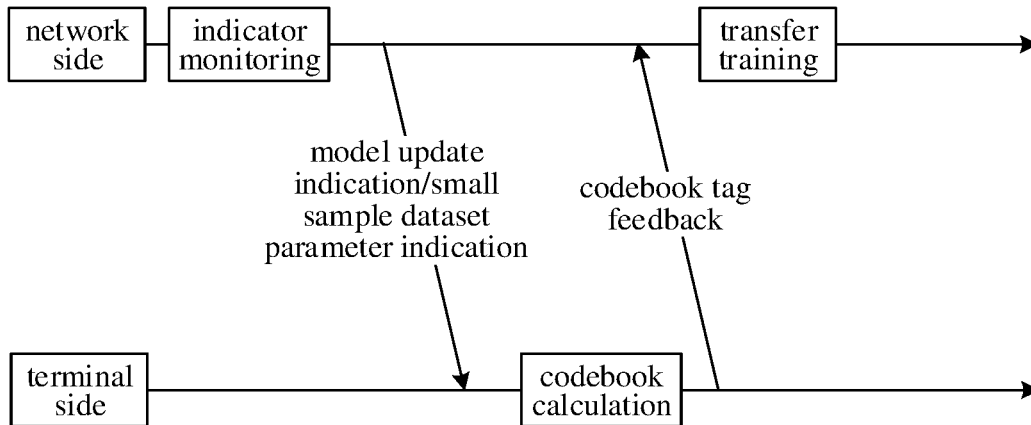 network
side
indicator
monitoring
transfer
training
model update
indication/small
sample dataset
parameter indication
codebook tag
feedback
terminal
side
codebook
calculation